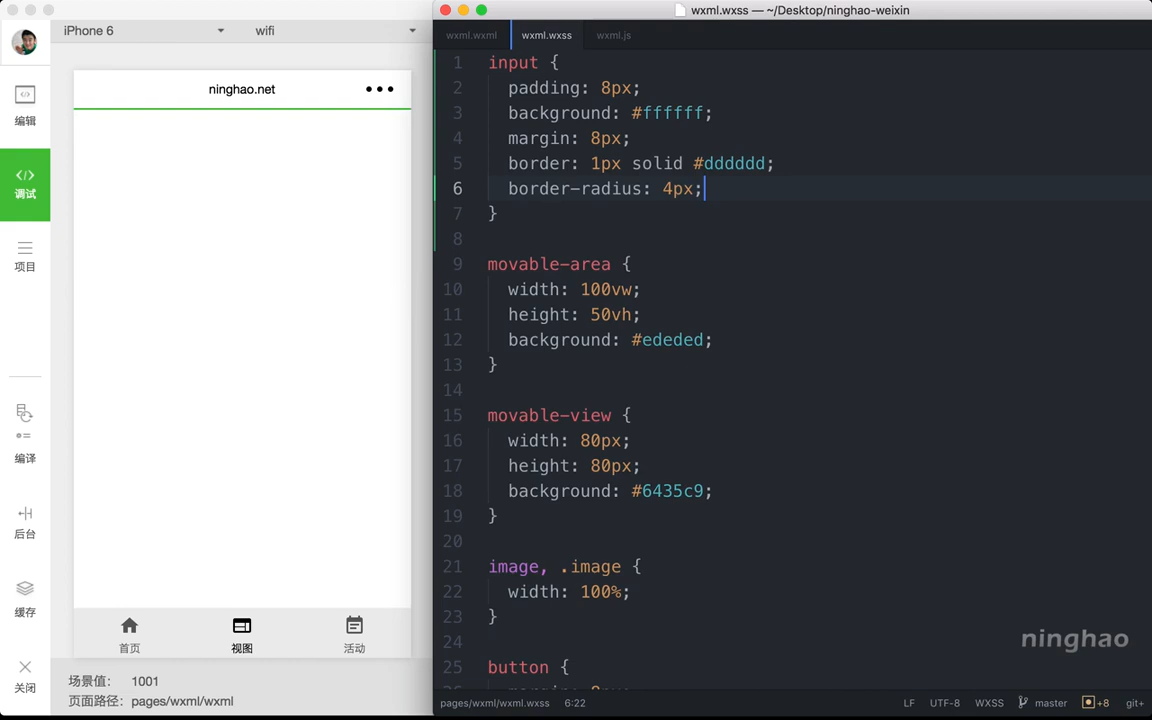 iPhone 6
wifi
ninghao.net
编辑
调试
项目
编译
后台
缓存
关闭
首页
视图
活动
场景值： 1001
页面路径： pages/wxml/wxml
wxml.wxss — ~/Desktop/ninghao-weixin
wxml.wxml
wxml.wxss
wxml.js
1 input {
2 padding: 8px;
3 background: #ffffff;
4 margin: 8px;
5 border: 1px solid #dddddd;
6 border-radius: 4px;
7 }
8
9 movable-area {
10 width: 100vw;
11 height: 50vh;
12 background: #ededed;
13 }
14
15 movable-view {
16 width: 80px;
17 height: 80px;
18 background: #6435c9;
19 }
20
21 image, .image {
22 width: 100%;
23 }
24
25 button {
ninghao
pages/wxml/wxml.wxss 6:22
LF UTF-8 WXSS master +8 git+